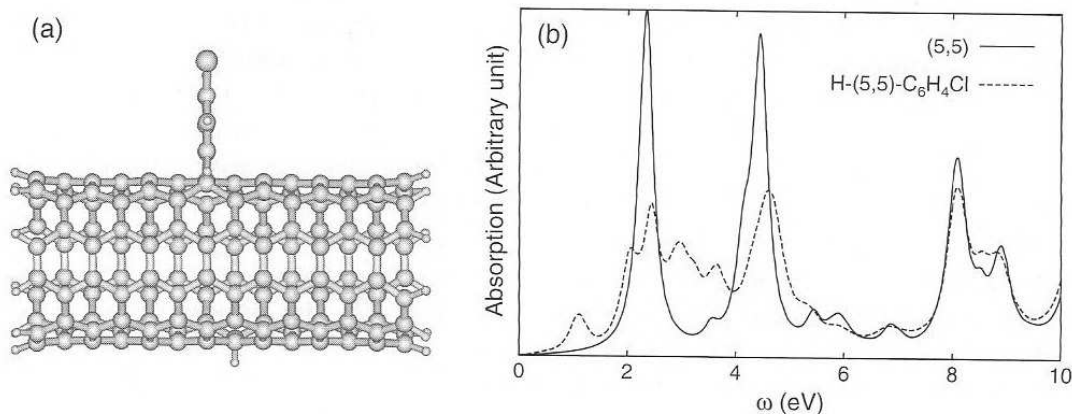 (a)
(b)
(5,5)
H-(5,5)-C₆H₄Cl
Absorption (Arbitrary unit)
0 2 4 6 8 10
ω (eV)